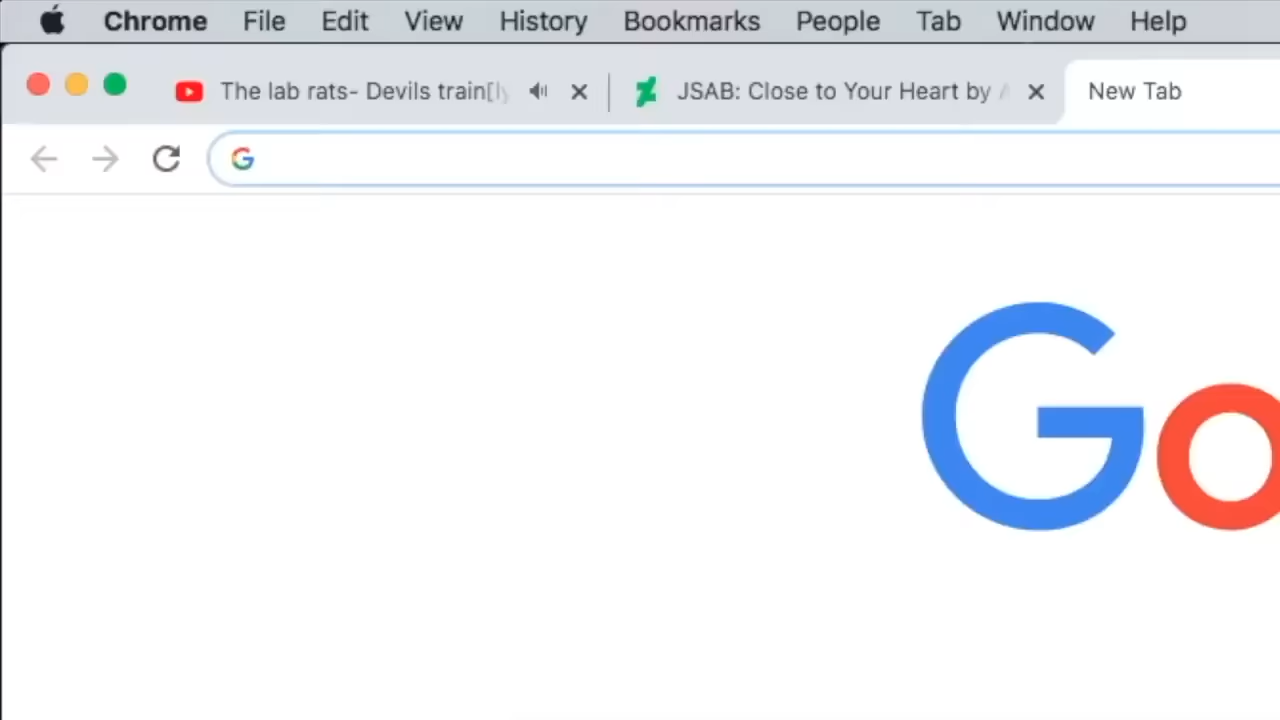 Chrome File Edit View History Bookmarks People Tab Window Help
The lab rats- Devils train[ly JSAB: Close to Your Heart by New Tab
Go